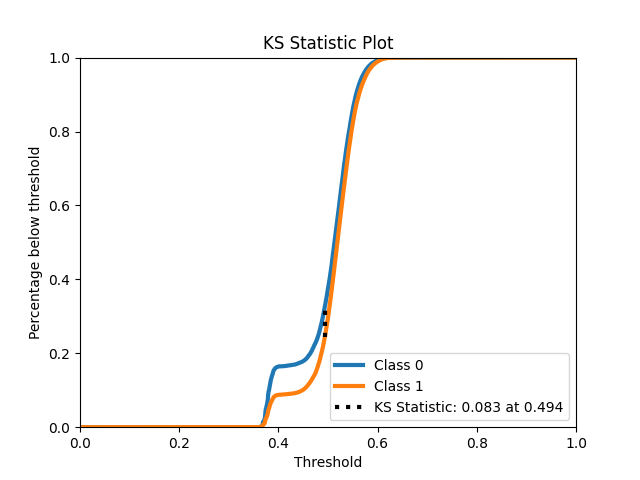 KS Statistic Plot
1.0
0.8
0.6
0.4
0.2
0.0
Percentage below threshold
0.0 0.2 0.4 0.6 0.8 1.0
Threshold
Class 0
Class 1
KS Statistic: 0.083 at 0.494